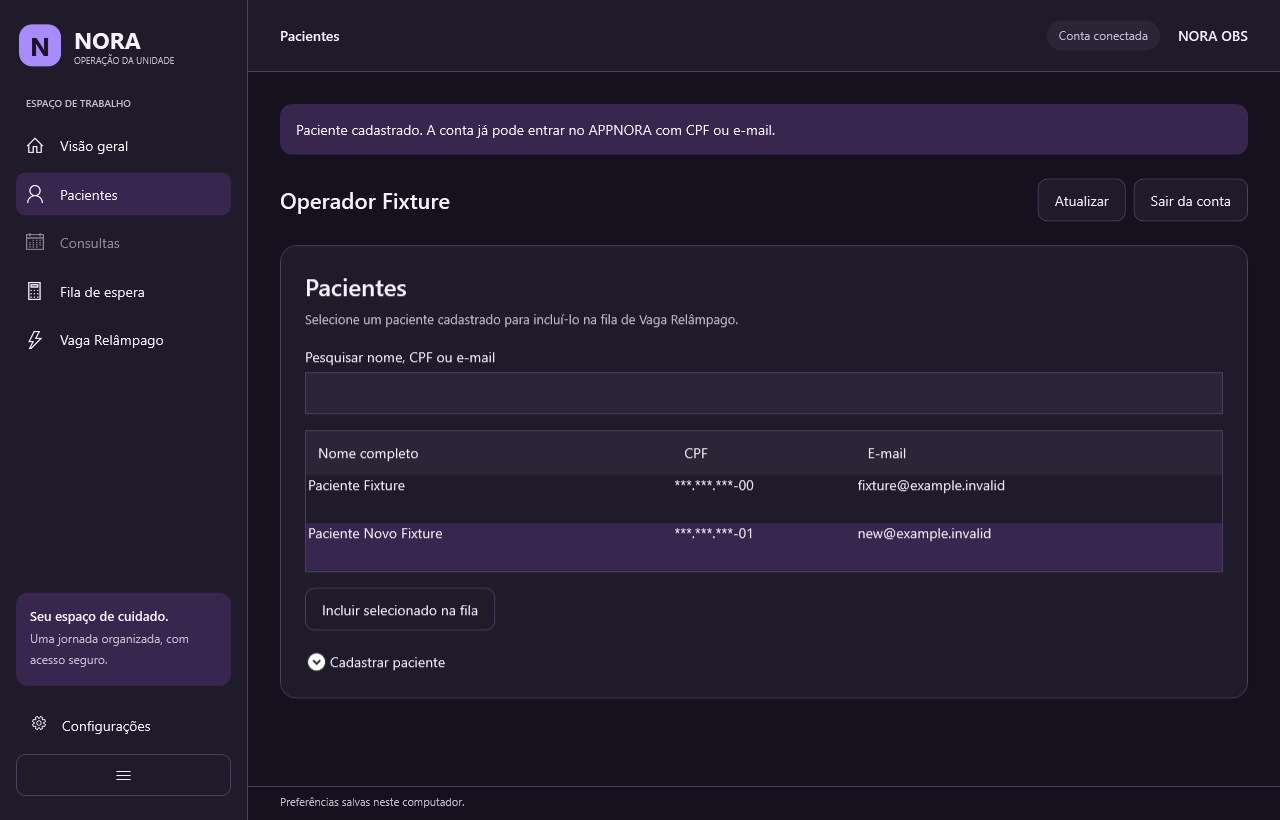 N
NORA
OPERAÇÃO DA UNIDADE
ESPAÇO DE TRABALHO
Visão geral
Pacientes
Consultas
Fila de espera
Vaga Relâmpago
Seu espaço de cuidado.
Uma jornada organizada, com
acesso seguro.
Configurações
Pacientes
Conta conectada
NORA OBS
Paciente cadastrado. A conta já pode entrar no APPNORA com CPF ou e-mail.
Operador Fixture
Atualizar
Sair da conta
Pacientes
Selecione um paciente cadastrado para incluí-lo na fila de Vaga Relâmpago.
Pesquisar nome, CPF ou e-mail
Nome completo CPF E-mail
Paciente Fixture ***.***.***-00 fixture@example.invalid
Paciente Novo Fixture ***.***.***-01 new@example.invalid
Incluir selecionado na fila
Cadastrar paciente
Preferências salvas neste computador.